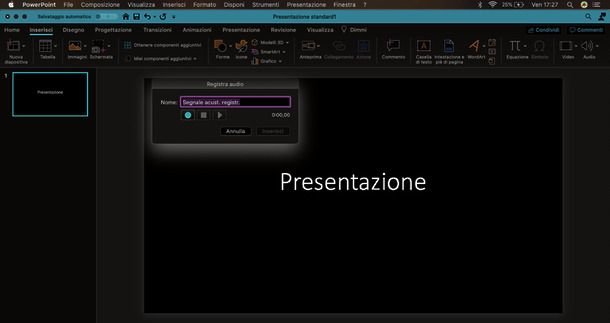 PowerPoint File Composizione Visualizza Inserisci Formato Disponi Strumenti Presentazione Finestra ? 25% Ven 17:27
Salvataggio automatico Presentazione standard1
Home Inserisci Disegno Progettazione Transizioni Animazioni Presentazione Revisione Visualizza Dimmi Condividi Commenti
Ottenere componenti aggiuntivi Modelli 3D
SmartArt
Miei componenti aggiuntivi Grafico
Nuova diapositiva Tabella Immagini Schermata Forme Icone Anteprima Collegamento Azione Commento Casella di testo Intestazione e piè di pagina WordArt Equazione Simbolo Video Audio
1
Presentazione
Registra audio
Nome: Segnale acust. registr.
0:00,00
Annulla Inserisci
Presentazione